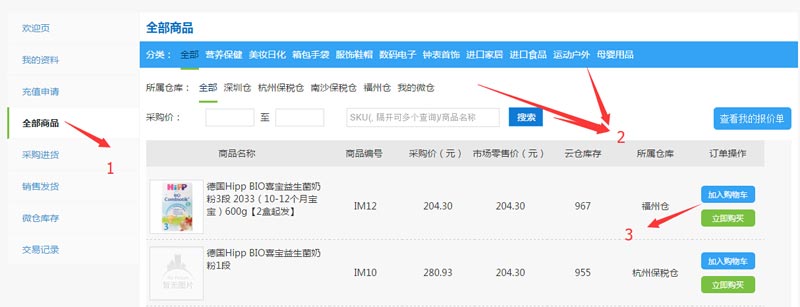 欢迎页
我的资料
充值申请
全部商品
采购进货
销售发货
微仓库存
交易记录
1
全部商品
分类： 全部 营养保健 美妆日化 箱包手袋 服饰鞋帽 数码电子 钟表首饰 进口家居 进口食品 运动户外 母婴用品
所属仓库： 全部 深圳仓 杭州保税仓 南沙保税仓 福州仓 我的微仓
采购价： 至 SKU(, 隔开可多个查询)/商品名称 搜索 查看我的报价单
2
商品名称 商品编号 采购价（元） 市场零售价（元） 云仓库存 所属仓库 订单操作
HiPP
BIO
Combiotik
3
德国Hipp BIO喜宝益生菌奶
粉3段 2033（10-12个月宝
宝）600g【2盒起发】
IM12 204.30 204.30 967 福州仓
加入购物车
立即购买
3
暂无图片
德国Hipp BIO喜宝益生菌奶
粉1段
IM10 280.93 204.30 955 杭州保税仓
加入购物车
立即购买